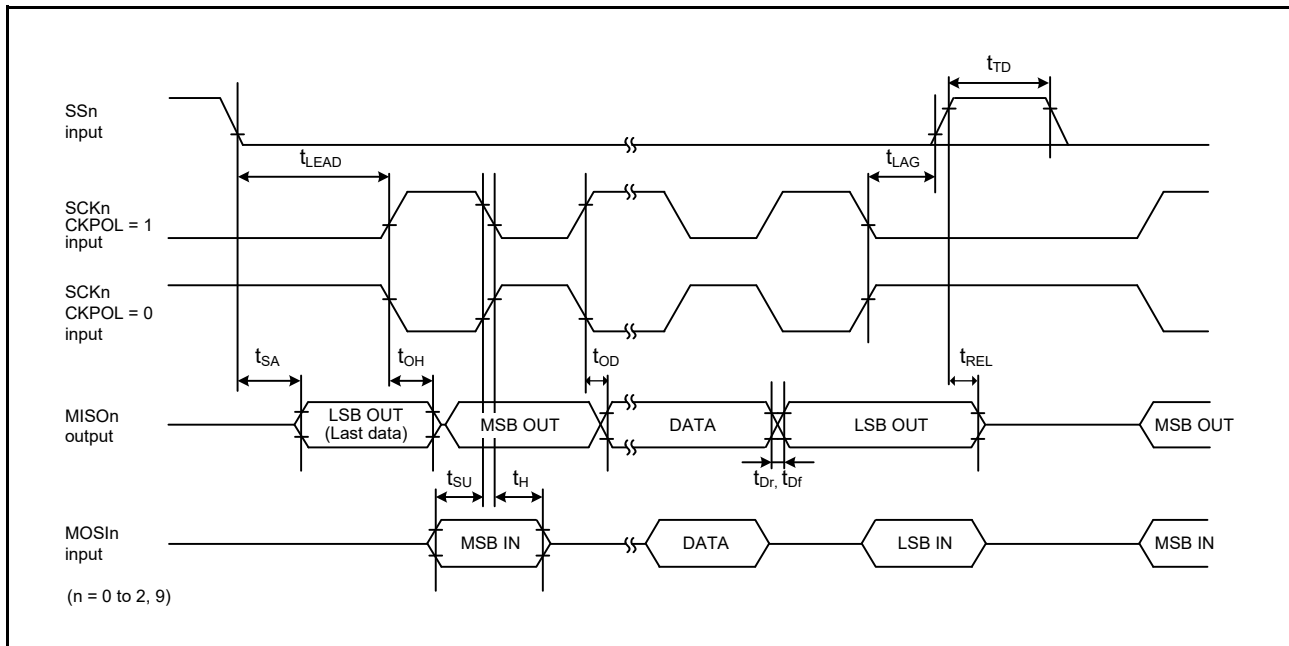 tTD
SSn
input
tLEAD
tLAG
SCKn
CKPOL = 1
input
SCKn
CKPOL = 0
input
tSA
tOH
tOD
tREL
MISOn
output
LSB OUT
(Last data)
MSB OUT
DATA
LSB OUT
MSB OUT
tSU
tH
tDr, tDf
MOSIn
input
MSB IN
DATA
LSB IN
MSB IN
(n = 0 to 2, 9)